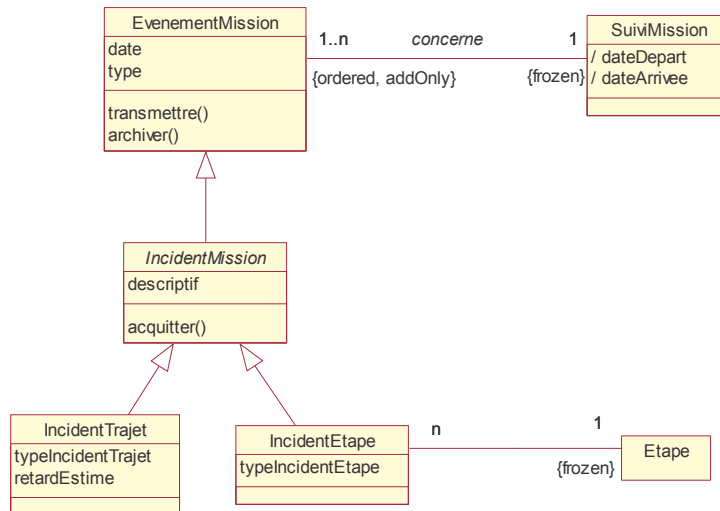 EvenementMission
date
type
transmettre()
archiver()
1..n
concerne
1
{ordered, addOnly}
{frozen}
SuiviMission
/ dateDepart
/ dateArrivee
IncidentMission
descriptif
acquitter()
IncidentTrajet
typeIncidentTrajet
retardEstime
IncidentEtape
typeIncidentEtape
n
1
{frozen}
Etape